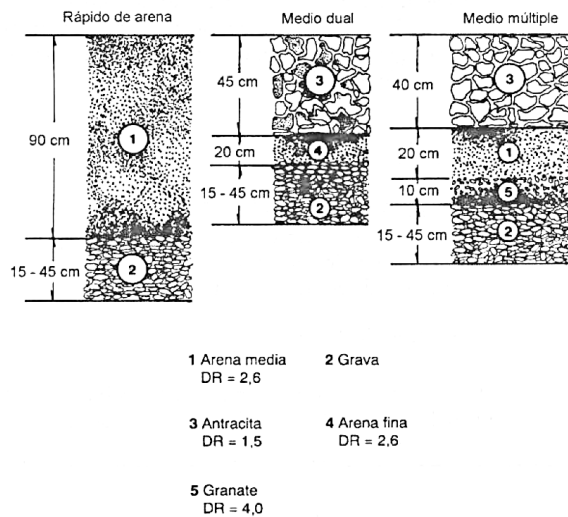 Rápido de arena
Medio dual
Medio múltiple
90 cm
15 - 45 cm
1
2
45 cm
20 cm
15 - 45 cm
3
4
2
40 cm
20 cm
10 cm
15 - 45 cm
3
1
5
2
1 Arena media
DR = 2,6
2 Grava
3 Antracita
DR = 1,5
4 Arena fina
DR = 2,6
5 Granate
DR = 4,0